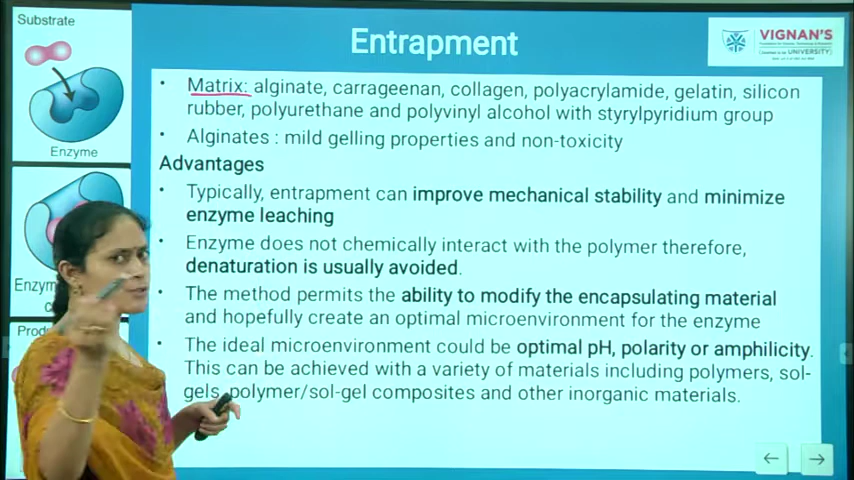 Substrate
Enzyme
Enzym
Prod
Entrapment
VIGNAN'S
UNIVERSITY
• Matrix: alginate, carrageenan, collagen, polyacrylamide, gelatin, silicon
rubber, polyurethane and polyvinyl alcohol with styrylpyridium group
• Alginates : mild gelling properties and non-toxicity
Advantages
• Typically, entrapment can improve mechanical stability and minimize
enzyme leaching
• Enzyme does not chemically interact with the polymer therefore,
denaturation is usually avoided.
• The method permits the ability to modify the encapsulating material
and hopefully create an optimal microenvironment for the enzyme
• The ideal microenvironment could be optimal pH, polarity or amphilicity.
This can be achieved with a variety of materials including polymers, sol-
gels, polymer/sol-gel composites and other inorganic materials.